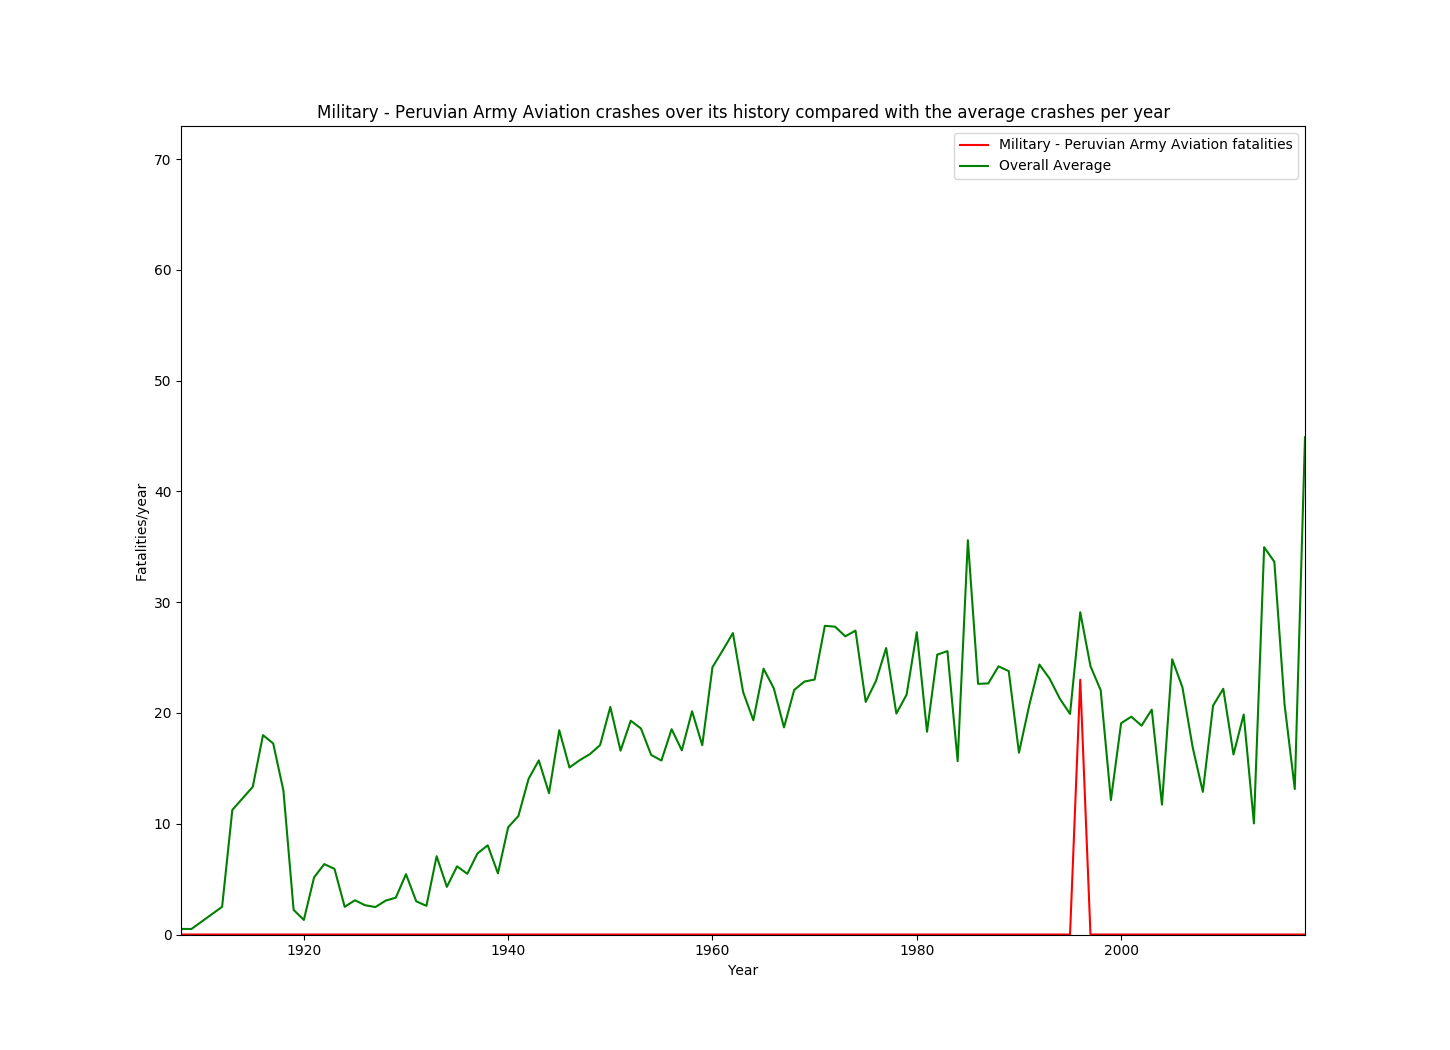 Military - Peruvian Army Aviation crashes over its history compared with the average crashes per year
Military - Peruvian Army Aviation fatalities
Overall Average
70
60
50
40
30
20
10
0
Fatalities/year
1920 1940 1960 1980 2000
Year